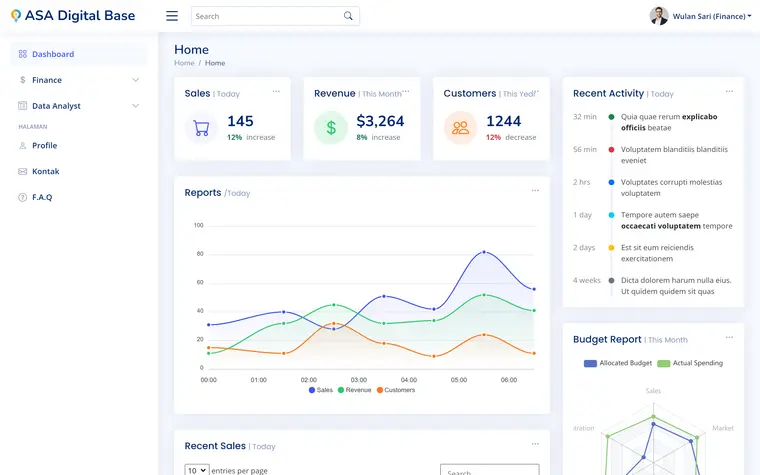 ASA Digital Base
Search
Wulan Sari (Finance)
Dashboard
Finance
Data Analyst
HALAMAN
Profile
Kontak
F.A.Q
Home
Home / Home
Sales | Today
145
12% increase
Revenue | This Month
$3,264
8% increase
Customers | This Year
1244
12% decrease
Reports /Today
100
80
60
40
20
0
00:00 01:00 02:00 03:00 04:00 05:00 06:00
Sales Revenue Customers
Recent Sales | Today
10 entries per page
Search...
Recent Activity | Today
32 min Quia quae rerum explicabo
officiis beatae
56 min Voluptatem blanditiis blanditiis
eveniet
2 hrs Voluptates corrupti molestias
voluptatem
1 day Tempore autem saepe
occaecati voluptatem tempore
2 days Est sit eum reiciendis
exercitationem
4 weeks Dicta dolorem harum nulla eius.
Ut quidem quidem sit quas
Budget Report | This Month
Allocated Budget Actual Spending
Sales
ration Market